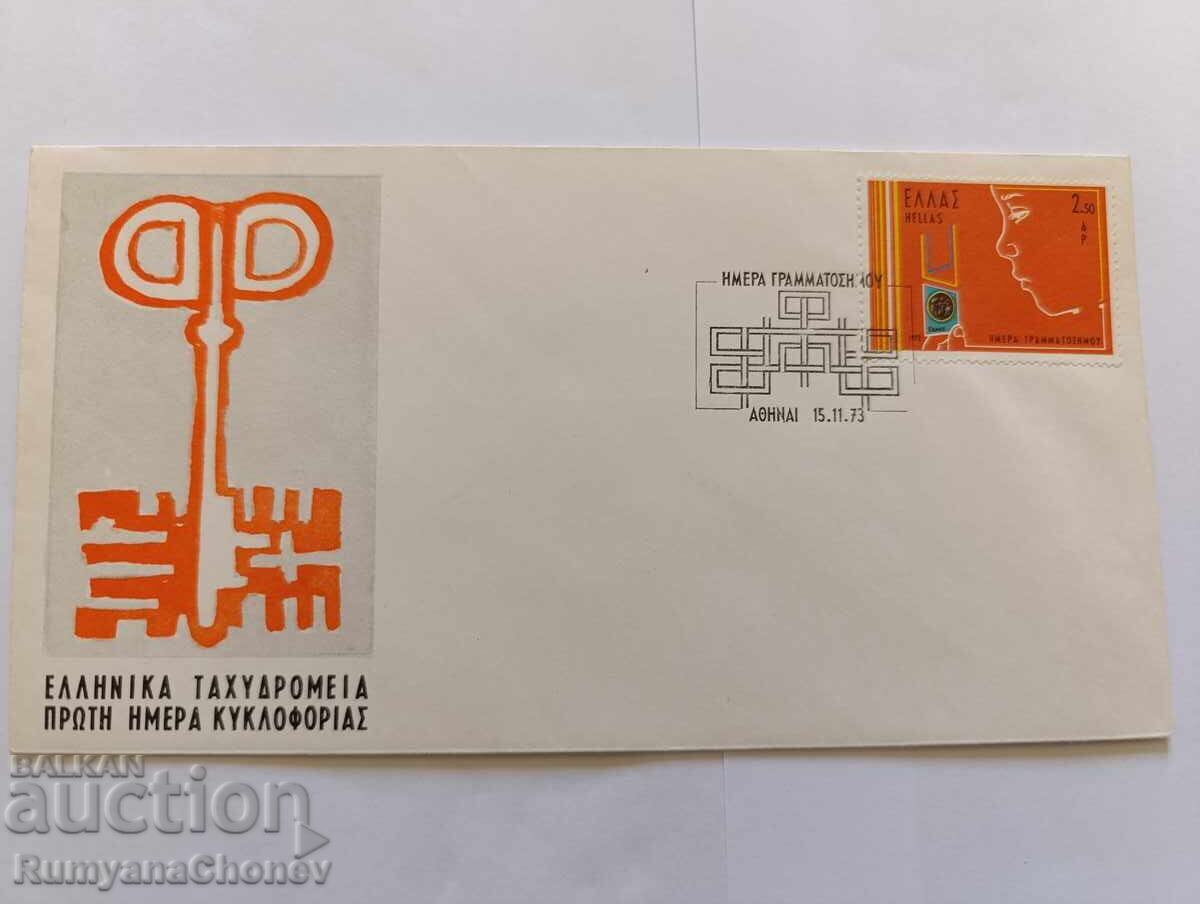 ΕΛΛΑΣ
HELLAS
2.50
ΔΡ.
ΗΜΕΡΑ ΓΡΑΜΜΑΤΟΣΗΜΟΥ
ΗΜΕΡΑ ΓΡΑΜΜΑΤΟΣΗΜΟΥ
ΑΘΗΝΑΙ 15.11.73
ΕΛΛΗΝΙΚΑ ΤΑΧΥΔΡΟΜΕΙΑ
ΠΡΩΤΗ ΗΜΕΡΑ ΚΥΚΛΟΦΟΡΙΑΣ
BALKAN
auction
RumyanaChonev